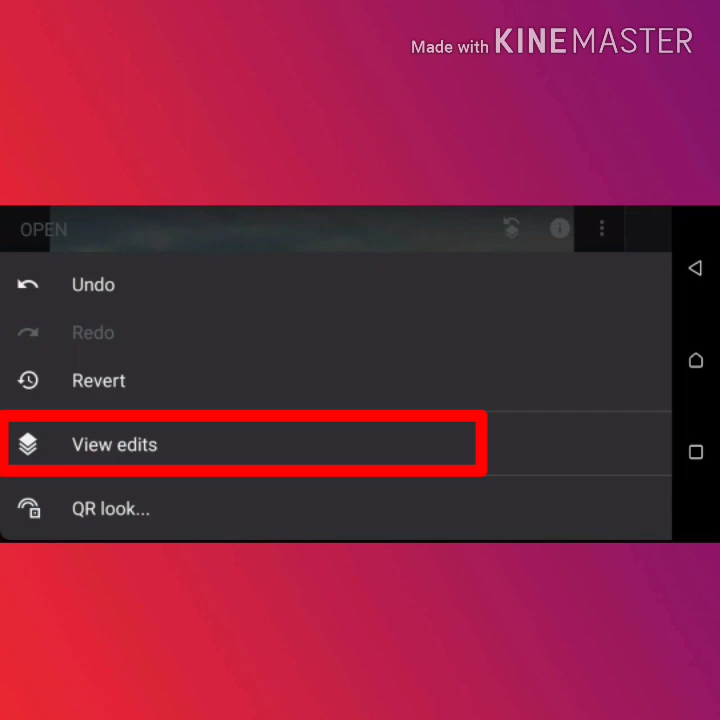 Made with KINEMASTER
OPEN
Undo
Redo
Revert
View edits
QR look...